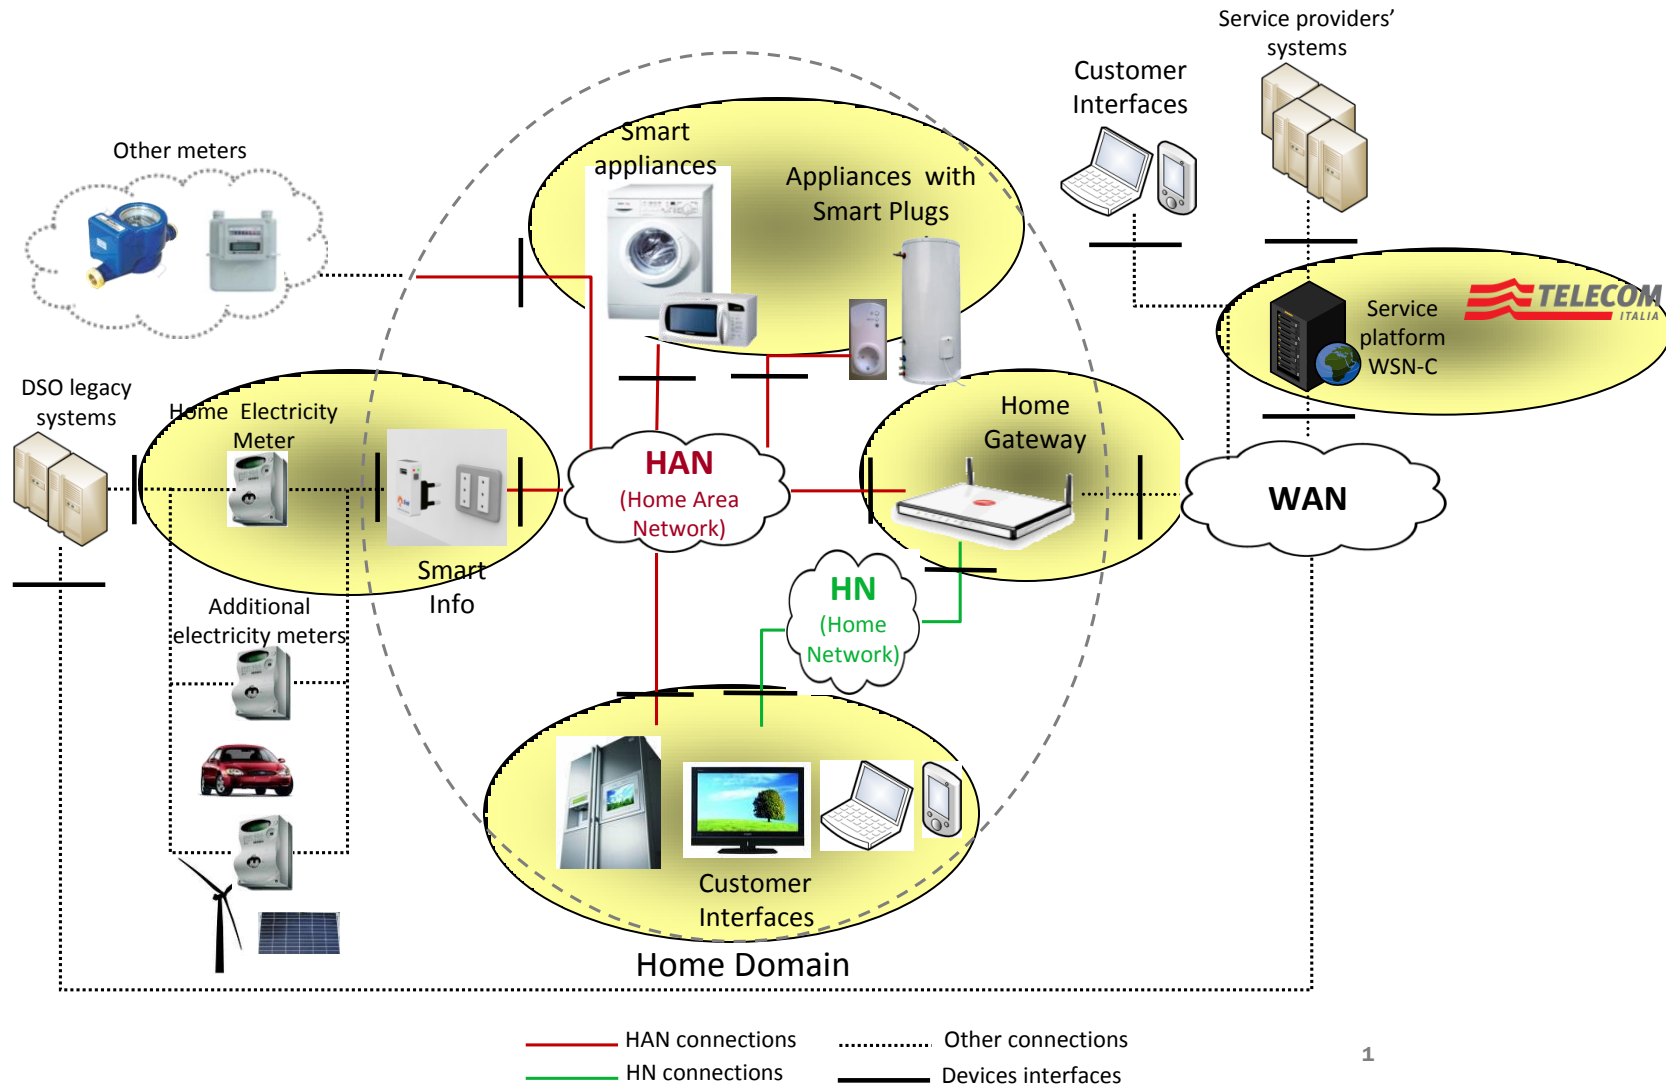 Service providers’
systems
Customer
Interfaces
Other meters
Smart
appliances
Appliances with
Smart Plugs
TELECOM
ITALIA
Service
platform
WSN-C
DSO legacy
systems
Home Electricity
Meter
Home
Gateway
HAN
(Home Area
Network)
WAN
Smart
Info
HN
(Home
Network)
Additional
electricity meters
Customer
Interfaces
Home Domain
HAN connections
Other connections
HN connections
Devices interfaces
1